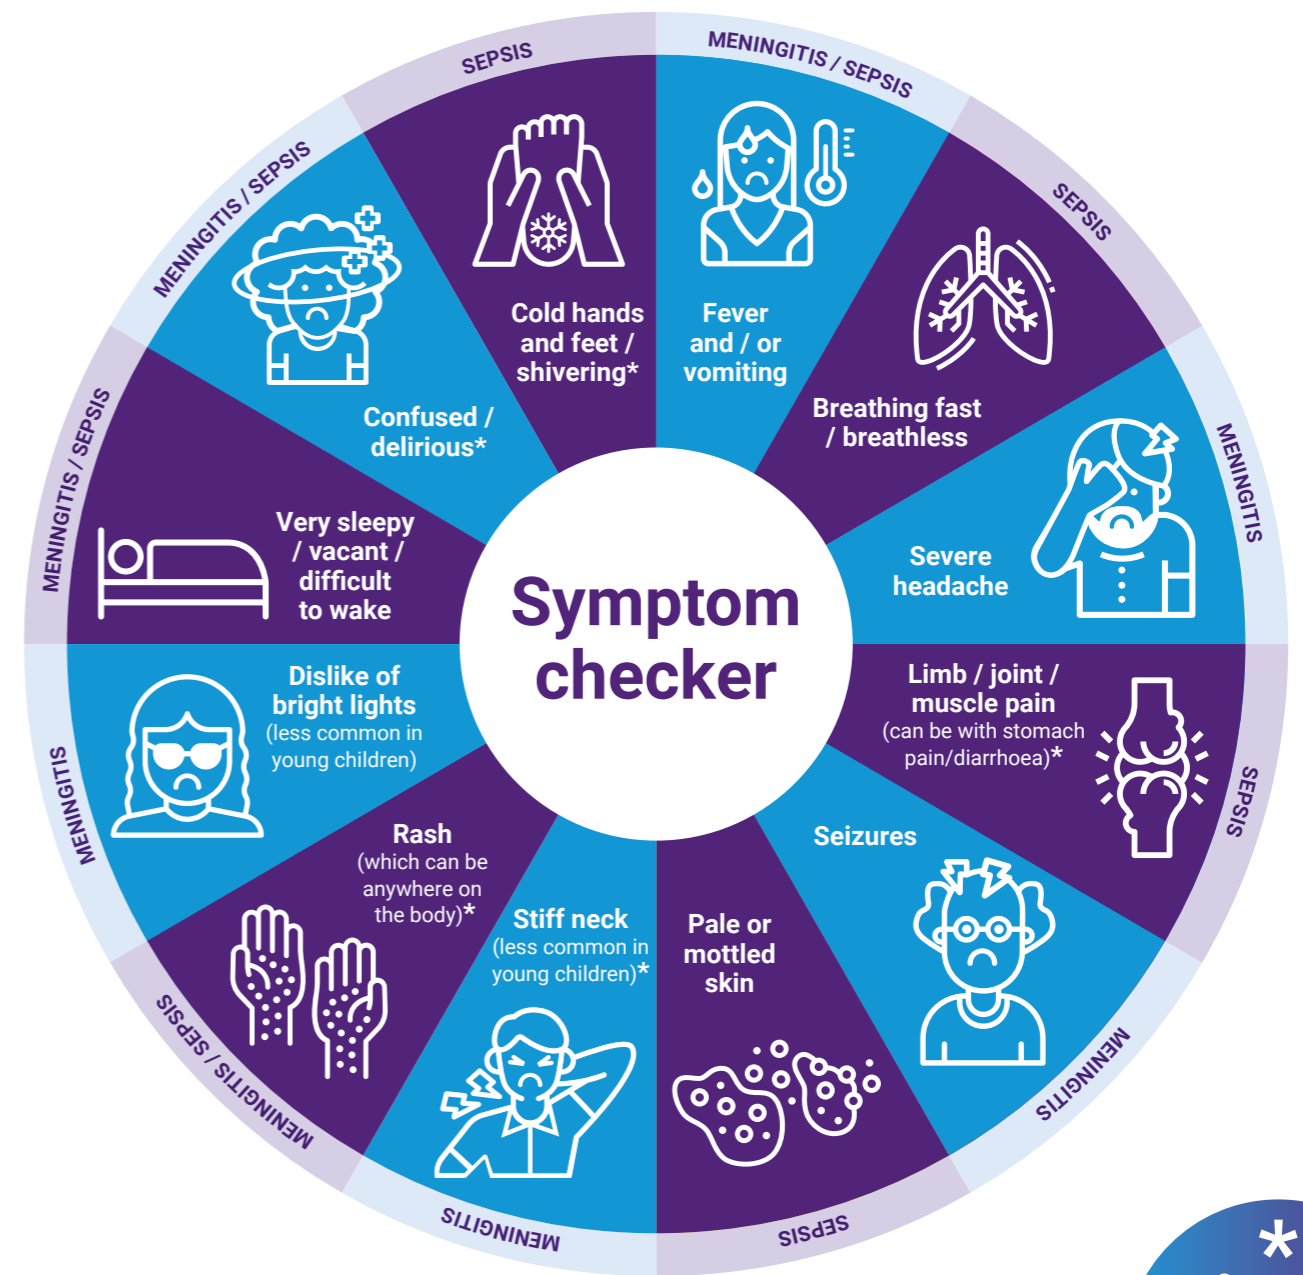 Symptom
checker
MENINGITIS / SEPSIS
Fever
and / or
vomiting
SEPSIS
Breathing fast
/ breathless
MENINGITIS
Severe
headache
SEPSIS
Limb / joint /
muscle pain
(can be with stomach
pain/diarrhoea)*
MENINGITIS
Seizures
SEPSIS
Pale or
mottled
skin
MENINGITIS
Stiff neck
(less common in
young children)*
MENINGITIS / SEPSIS
Rash
(which can be
anywhere on
the body)*
MENINGITIS
Dislike of
bright lights
(less common in
young children)
MENINGITIS / SEPSIS
Very sleepy
/ vacant /
difficult
to wake
MENINGITIS / SEPSIS
Confused /
delirious*
SEPSIS
Cold hands
and feet /
shivering*
*